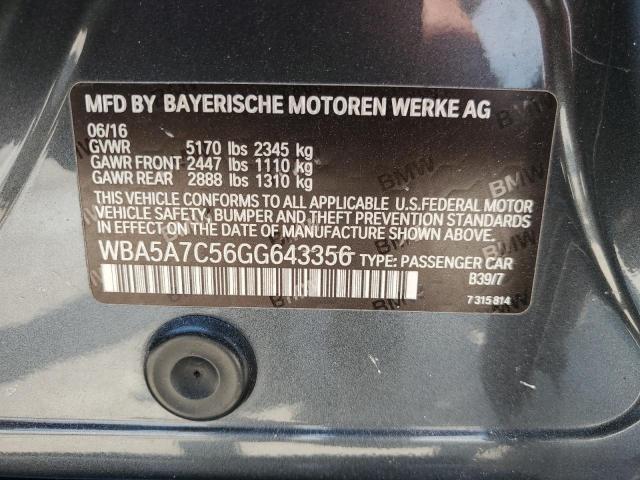 MFD BY BAYERISCHE MOTOREN WERKE AG
06/16
GVWR 5170 lbs 2345 kg
GAWR FRONT 2447 lbs 1110 kg
GAWR REAR 2888 lbs 1310 kg
THIS VEHICLE CONFORMS TO ALL APPLICABLE U.S.FEDERAL MOTOR
VEHICLE SAFETY, BUMPER AND THEFT PREVENTION STANDARDS
IN EFFECT ON THE DATE OF MANUFACTURE SHOWN ABOVE.
WBA5A7C56GG643356 TYPE: PASSENGER CAR
B39/7
7 315 814